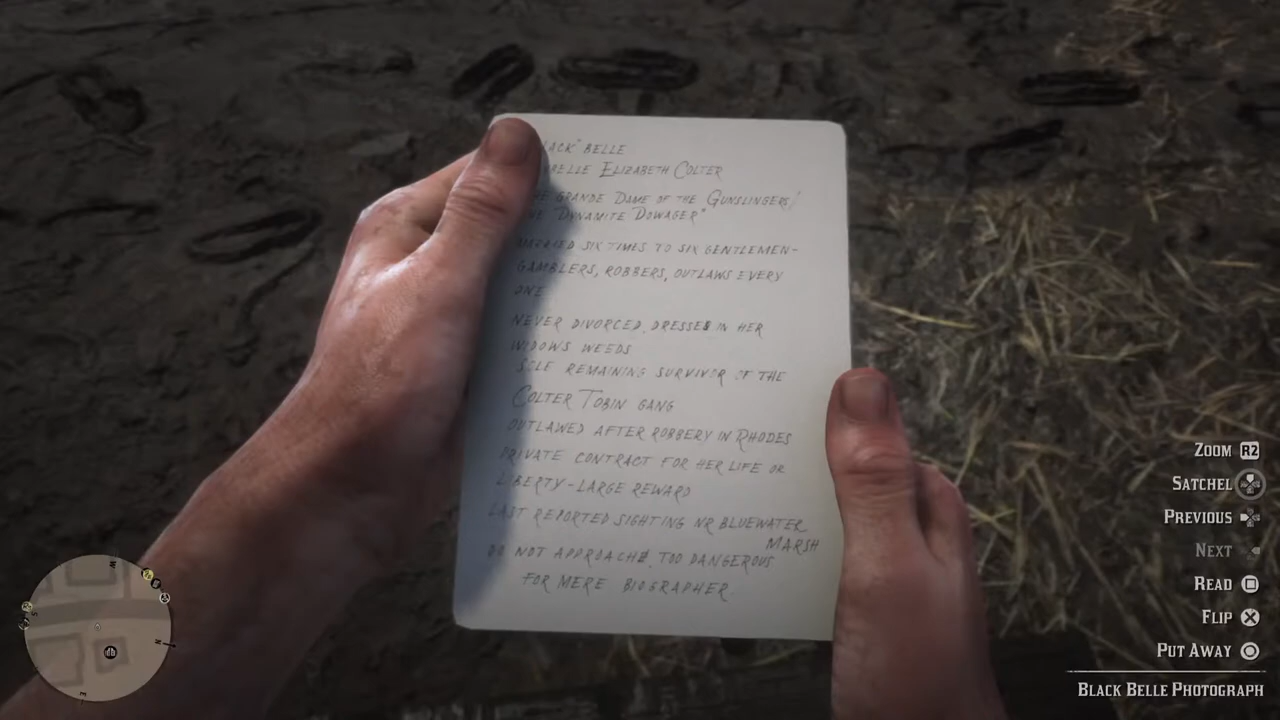 LACK" BELLE
BELLE ELIZABETH COLTER
GRANDE DAME OF THE GUNSLINGERS/
"DYNAMITE DOWAGER"
MARRIED SIX TIMES TO SIX GENTLEMEN-
GAMBLERS, ROBBERS, OUTLAWS EVERY
ONE
NEVER DIVORCED. DRESSES IN HER
WIDOWS WEEDS
SOLE REMAINING SURVIVOR OF THE
COLTER TOBIN GANG
OUTLAWED AFTER ROBBERY IN RHODES
PRIVATE CONTRACT FOR HER LIFE OR
LIBERTY-LARGE REWARD
LAST REPORTED SIGHTING NR BLUEWATER
MARSH
DO NOT APPROACH. TOO DANGEROUS
FOR MERE BIOGRAPHER.
ZOOM R2
SATCHEL
PREVIOUS
NEXT
READ
FLIP
PUT AWAY
BLACK BELLE PHOTOGRAPH